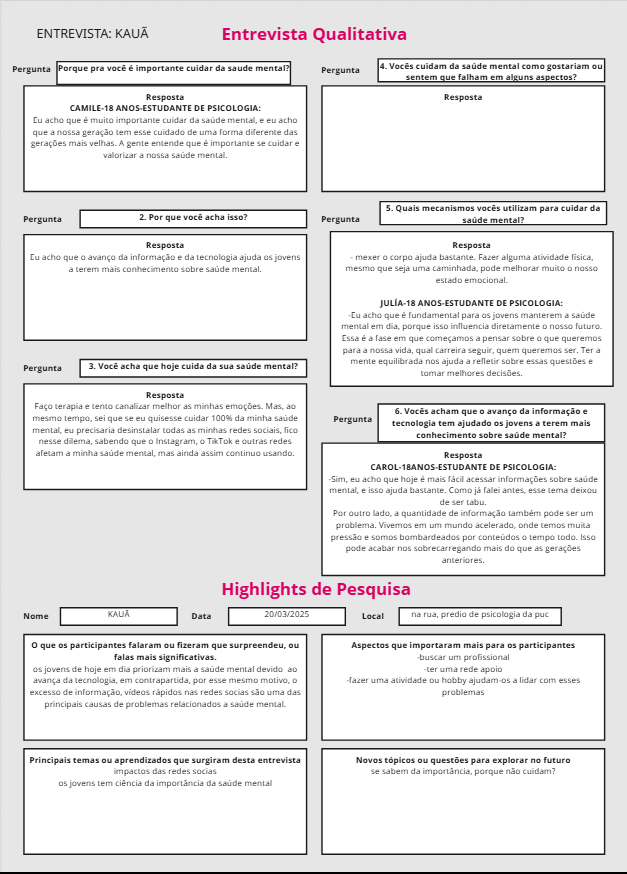 ENTREVISTA: KAUÃ
Entrevista Qualitativa
Pergunta
Porque pra você é importante cuidar da saude mental?
Resposta
CAMILE-18 ANOS-ESTUDANTE DE PSICOLOGIA:
Eu acho que é muito importante cuidar da saúde mental, e eu acho
que a nossa geração tem esse cuidado de uma forma diferente das
gerações mais velhas. A gente entende que é importante se cuidar e
valorizar a nossa saúde mental.
Pergunta
2. Por que você acha isso?
Resposta
Eu acho que o avanço da informação e da tecnologia ajuda os jovens
a terem mais conhecimento sobre saúde mental.
Pergunta
3. Você acha que hoje cuida da sua saúde mental?
Resposta
Faço terapia e tento canalizar melhor as minhas emoções. Mas, ao
mesmo tempo, sei que se eu quisesse cuidar 100% da minha saúde
mental, eu precisaria desinstalar todas as minhas redes sociais, fico
nesse dilema, sabendo que o Instagram, o TikTok e outras redes
afetam a minha saúde mental, mas ainda assim continuo usando.
Pergunta
4. Vocês cuidam da saúde mental como gostariam ou
sentem que falham em alguns aspectos?
Resposta
Pergunta
5. Quais mecanismos vocês utilizam para cuidar da
saúde mental?
Resposta
- mexer o corpo ajuda bastante. Fazer alguma atividade física,
mesmo que seja uma caminhada, pode melhorar muito o nosso
estado emocional.
JULÍA-18 ANOS-ESTUDANTE DE PSICOLOGIA:
-Eu acho que é fundamental para os jovens manterem a saúde
mental em dia, porque isso influencia diretamente o nosso futuro.
Essa é a fase em que começamos a pensar sobre o que queremos
para a nossa vida, qual carreira seguir, quem queremos ser. Ter a
mente equilibrada nos ajuda a refletir sobre essas questões e
tomar melhores decisões.
Pergunta
6. Vocês acham que o avanço da informação e
tecnologia tem ajudado os jovens a terem mais
conhecimento sobre saúde mental?
Resposta
CAROL-18ANOS-ESTUDANTE DE PSICOLOGIA:
-Sim, eu acho que hoje é mais fácil acessar informações sobre saúde
mental, e isso ajuda bastante. Como já falei antes, esse tema deixou
de ser tabu.
Por outro lado, a quantidade de informação também pode ser um
problema. Vivemos em um mundo acelerado, onde temos muita
pressão e somos bombardeados por conteúdos o tempo todo. Isso
pode acabar nos sobrecarregando mais do que as gerações
anteriores.
Highlights de Pesquisa
Nome
KAUÃ
Data
20/03/2025
Local
na rua, predio de psicologia da puc
O que os participantes falaram ou fizeram que surpreendeu, ou
falas mais significativas.
os jovens de hoje em dia priorizam mais a saúde mental devido ao
avança da tecnologia, em contrapartida, por esse mesmo motivo, o
excesso de informação, vídeos rápidos nas redes socias são uma das
principais causas de problemas relacionados a saúde mental.
Aspectos que importaram mais para os participantes
-buscar um profissional
-ter uma rede apoio
-fazer uma atividade ou hobby ajudam-os a lidar com esses
problemas
Principais temas ou aprendizados que surgiram desta entrevista
impactos das redes socias
os jovens tem ciência da importância da saúde mental
Novos tópicos ou questões para explorar no futuro
se sabem da importância, porque não cuidam?